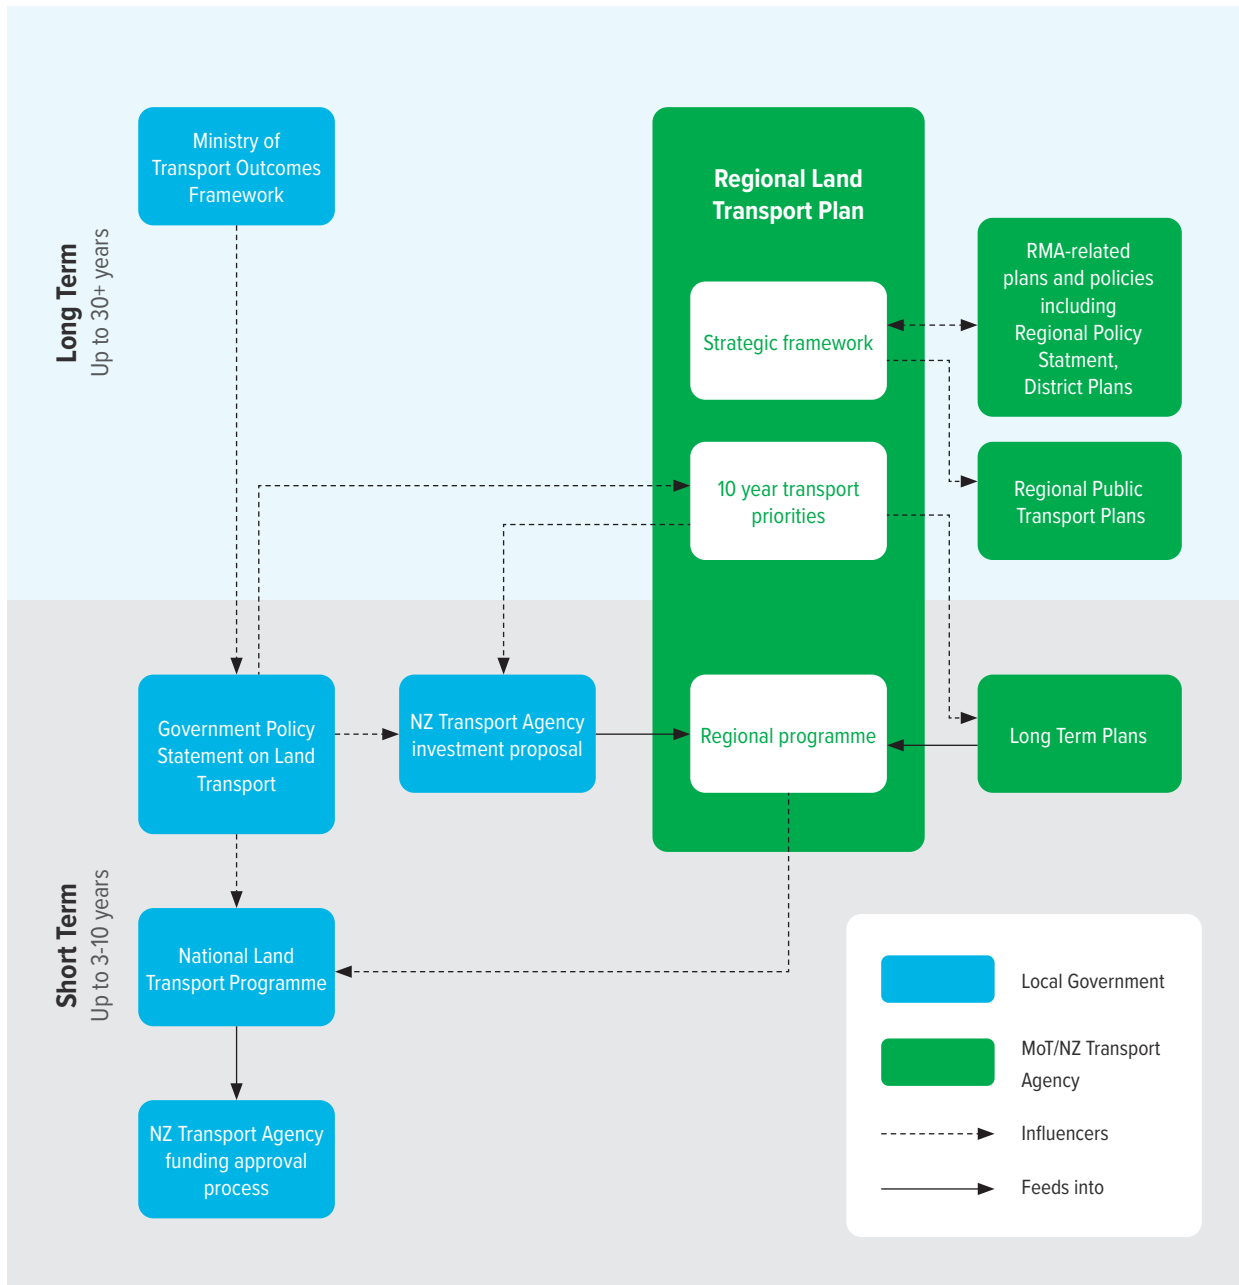 Ministry of
Transport Outcomes
Framework
Regional Land
Transport Plan
RMA-related
plans and policies
including
Regional Policy
Statment,
District Plans
Long Term
Up to 30+ years
Strategic framework
10 year transport
priorities
Regional Public
Transport Plans
Government Policy
Statement on Land
Transport
NZ Transport Agency
investment proposal
Regional programme
Long Term Plans
Short Term
Up to 3-10 years
National Land
Transport Programme
NZ Transport Agency
funding approval
process
Local Government
MoT/NZ Transport
Agency
Influencers
Feeds into